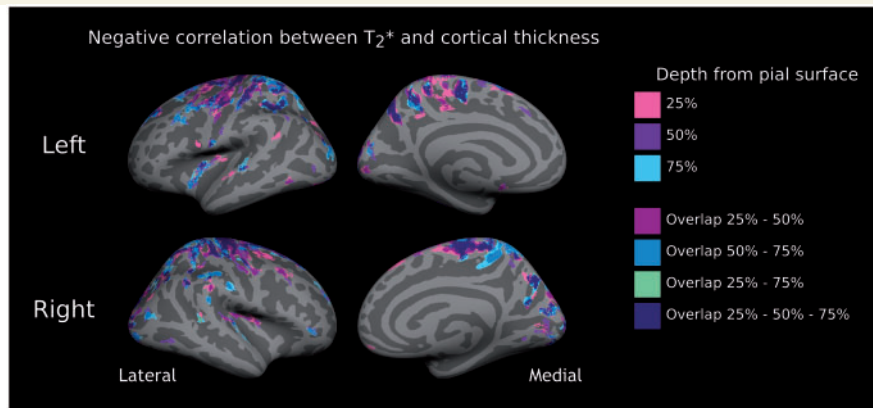 Negative correlation between T₂* and cortical thickness
Depth from pial surface
25%
50%
75%
Overlap 25% - 50%
Overlap 50% - 75%
Overlap 25% - 75%
Overlap 25% - 50% - 75%
Left
Right
Lateral
Medial